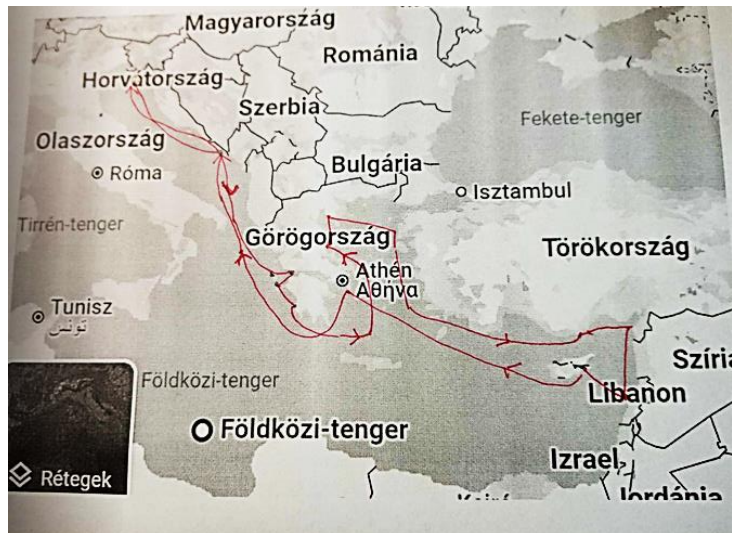 Magyarország
Románia
Horvátország
Szerbia
Fekete-tenger
Olaszország
Róma
Bulgária
Isztambul
Tirrén-tenger
Görögország
Törökország
Athén
Αθήνα
Tunisz
تونس
Szíria
Földközi-tenger
Libanon
Földközi-tenger
Izrael
Rétegek
Jordánia